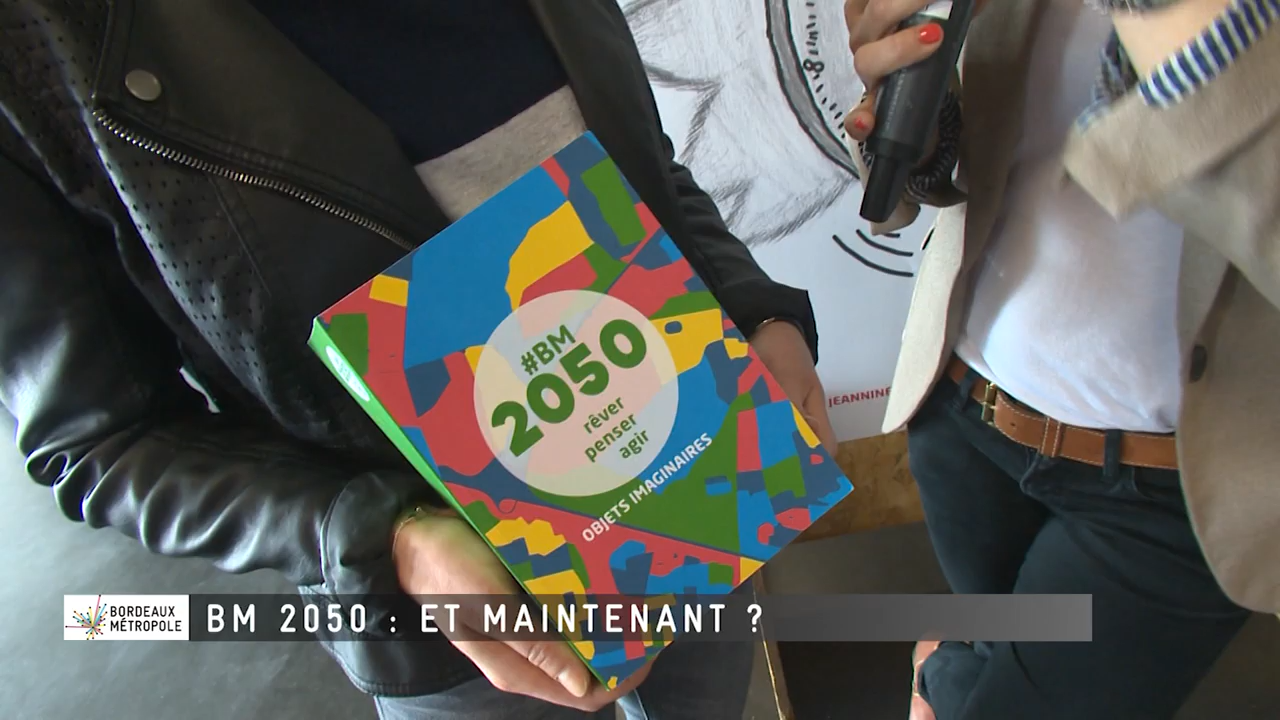 #BM
2050
rêver
penser
agir
OBJETS IMAGINAIRES
JEANNINE
BORDEAUX
MÉTROPOLE
BM 2050 : ET MAINTENANT ?